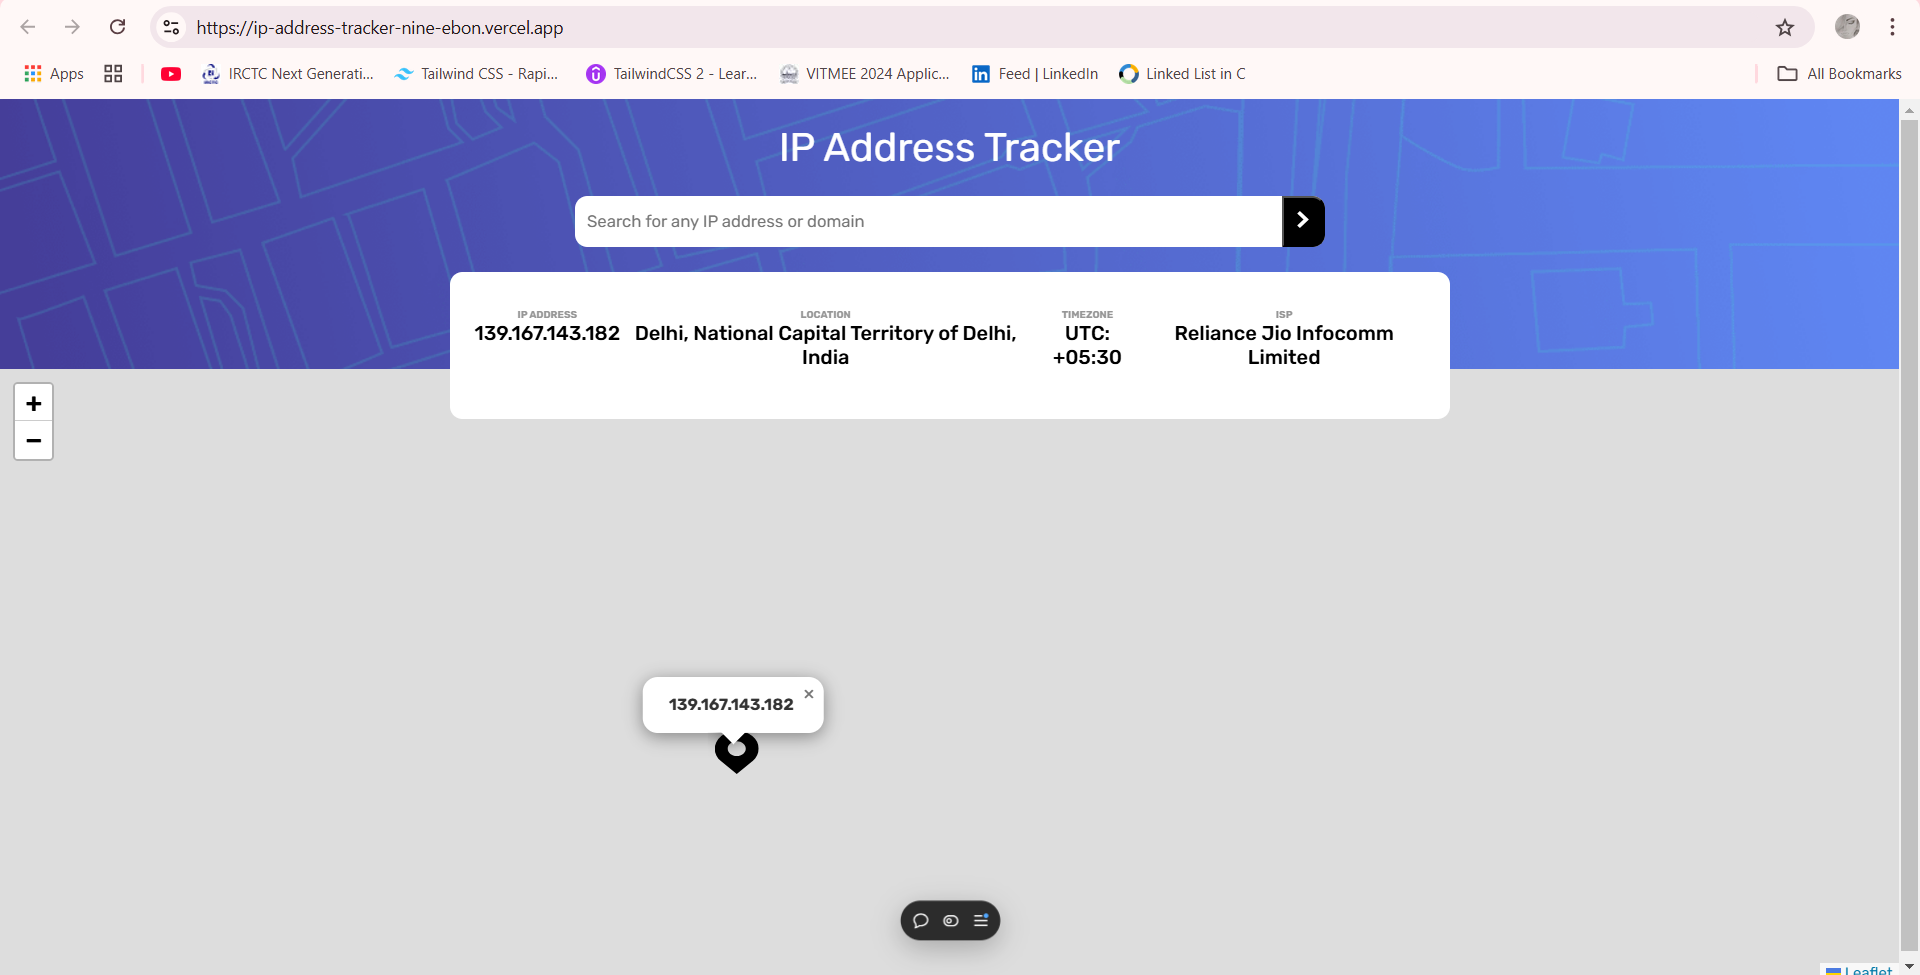 https://ip-address-tracker-nine-ebon.vercel.app
Apps
IRCTC Next Generati...
Tailwind CSS - Rapi...
TailwindCSS 2 - Lear...
VITMEE 2024 Applic...
Feed | LinkedIn
Linked List in C
All Bookmarks
IP Address Tracker
Search for any IP address or domain
IP ADDRESS
139.167.143.182
LOCATION
Delhi, National Capital Territory of Delhi,
India
TIMEZONE
UTC:
+05:30
ISP
Reliance Jio Infocomm
Limited
+
−
139.167.143.182
×
Leaflet